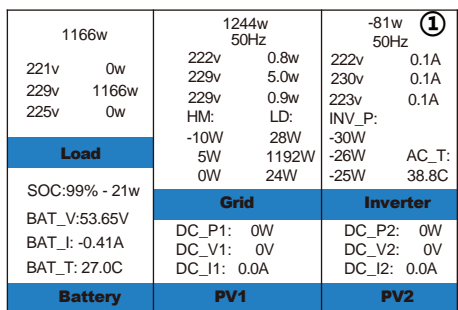 1166w
221v 0w
229v 1166w
225v 0w
Load
SOC:99% - 21w
BAT_V:53.65V
BAT_I: -0.41A
BAT_T: 27.0C
Battery
1244w
50Hz
222v 0.8w
229v 5.0w
229v 0.9w
HM: LD:
-10W 28W
5W 1192W
0W 24W
Grid
DC_P1: 0W
DC_V1: 0V
DC_I1: 0.0A
PV1
-81w ①
50Hz
222v 0.1A
230v 0.1A
223v 0.1A
INV_P:
-30W
-26W AC_T:
-25W 38.8C
Inverter
DC_P2: 0W
DC_V2: 0V
DC_I2: 0.0A
PV2